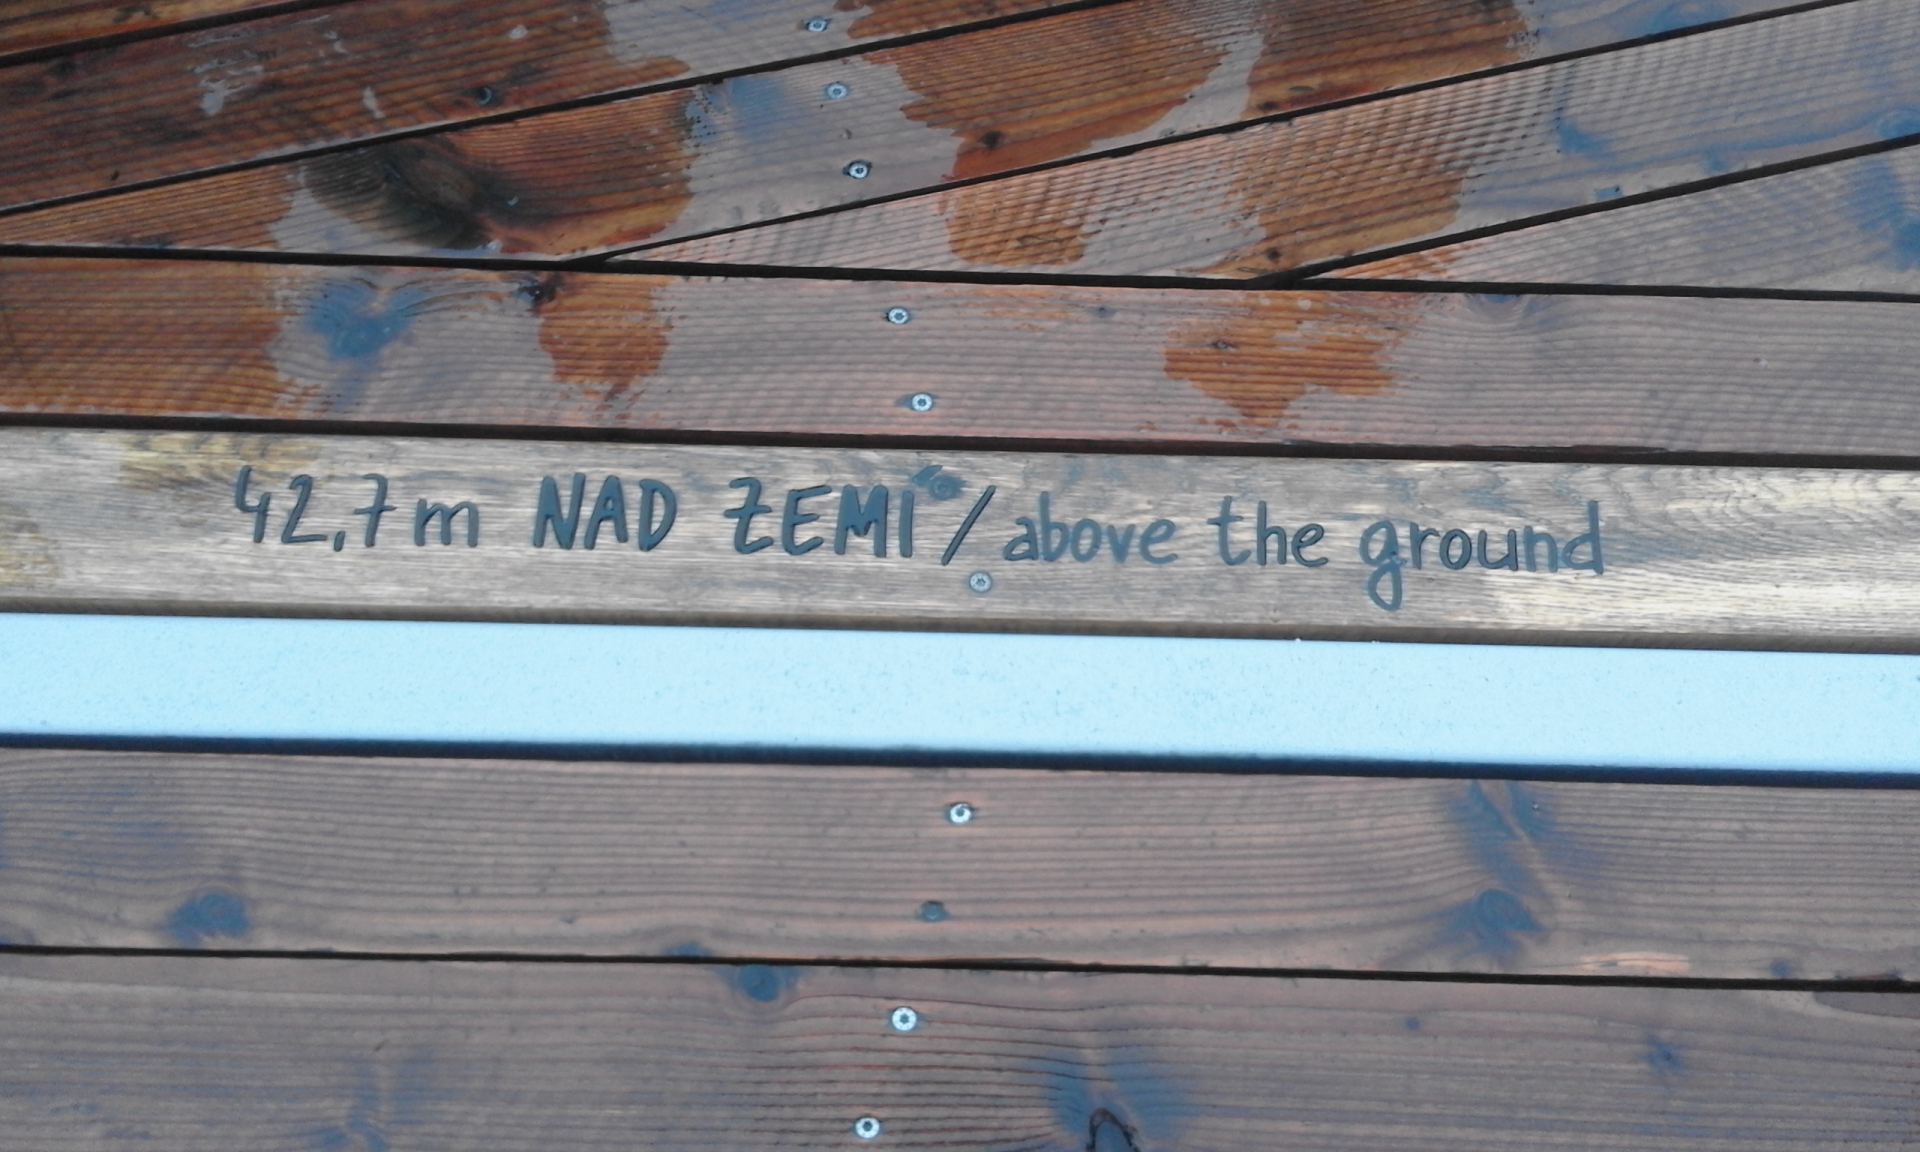 42,7m NAD ZEMÍ / above the ground